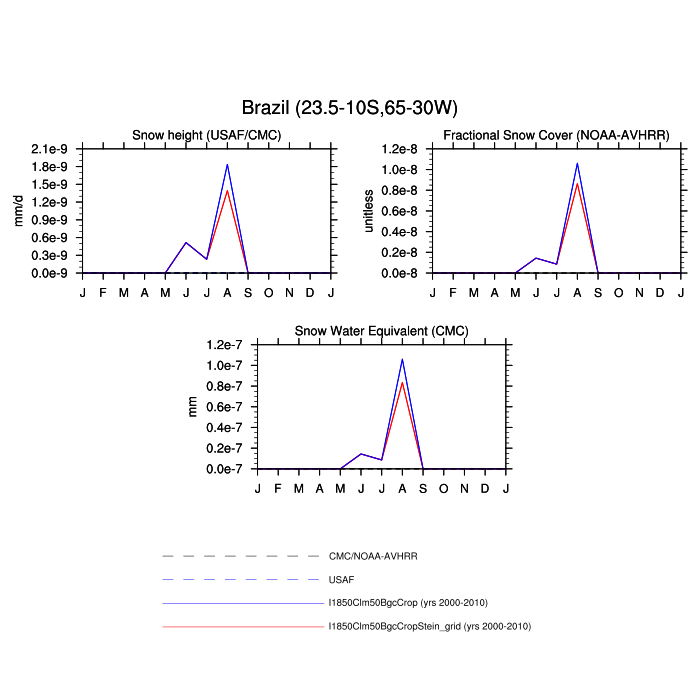 Brazil (23.5-10S,65-30W)
Snow height (USAF/CMC)
2.1e-9
1.8e-9
1.5e-9
1.2e-9
0.9e-9
0.6e-9
0.3e-9
0.0e-9
mm/d
J F M A M J J A S O N D J
Fractional Snow Cover (NOAA-AVHRR)
1.2e-8
1.0e-8
0.8e-8
0.6e-8
0.4e-8
0.2e-8
0.0e-8
unitless
J F M A M J J A S O N D J
Snow Water Equivalent (CMC)
1.2e-7
1.0e-7
0.8e-7
0.6e-7
0.4e-7
0.2e-7
0.0e-7
mm
J F M A M J J A S O N D J
CMC/NOAA-AVHRR
USAF
I1850Clm50BgcCrop (yrs 2000-2010)
I1850Clm50BgcCropStein_grid (yrs 2000-2010)